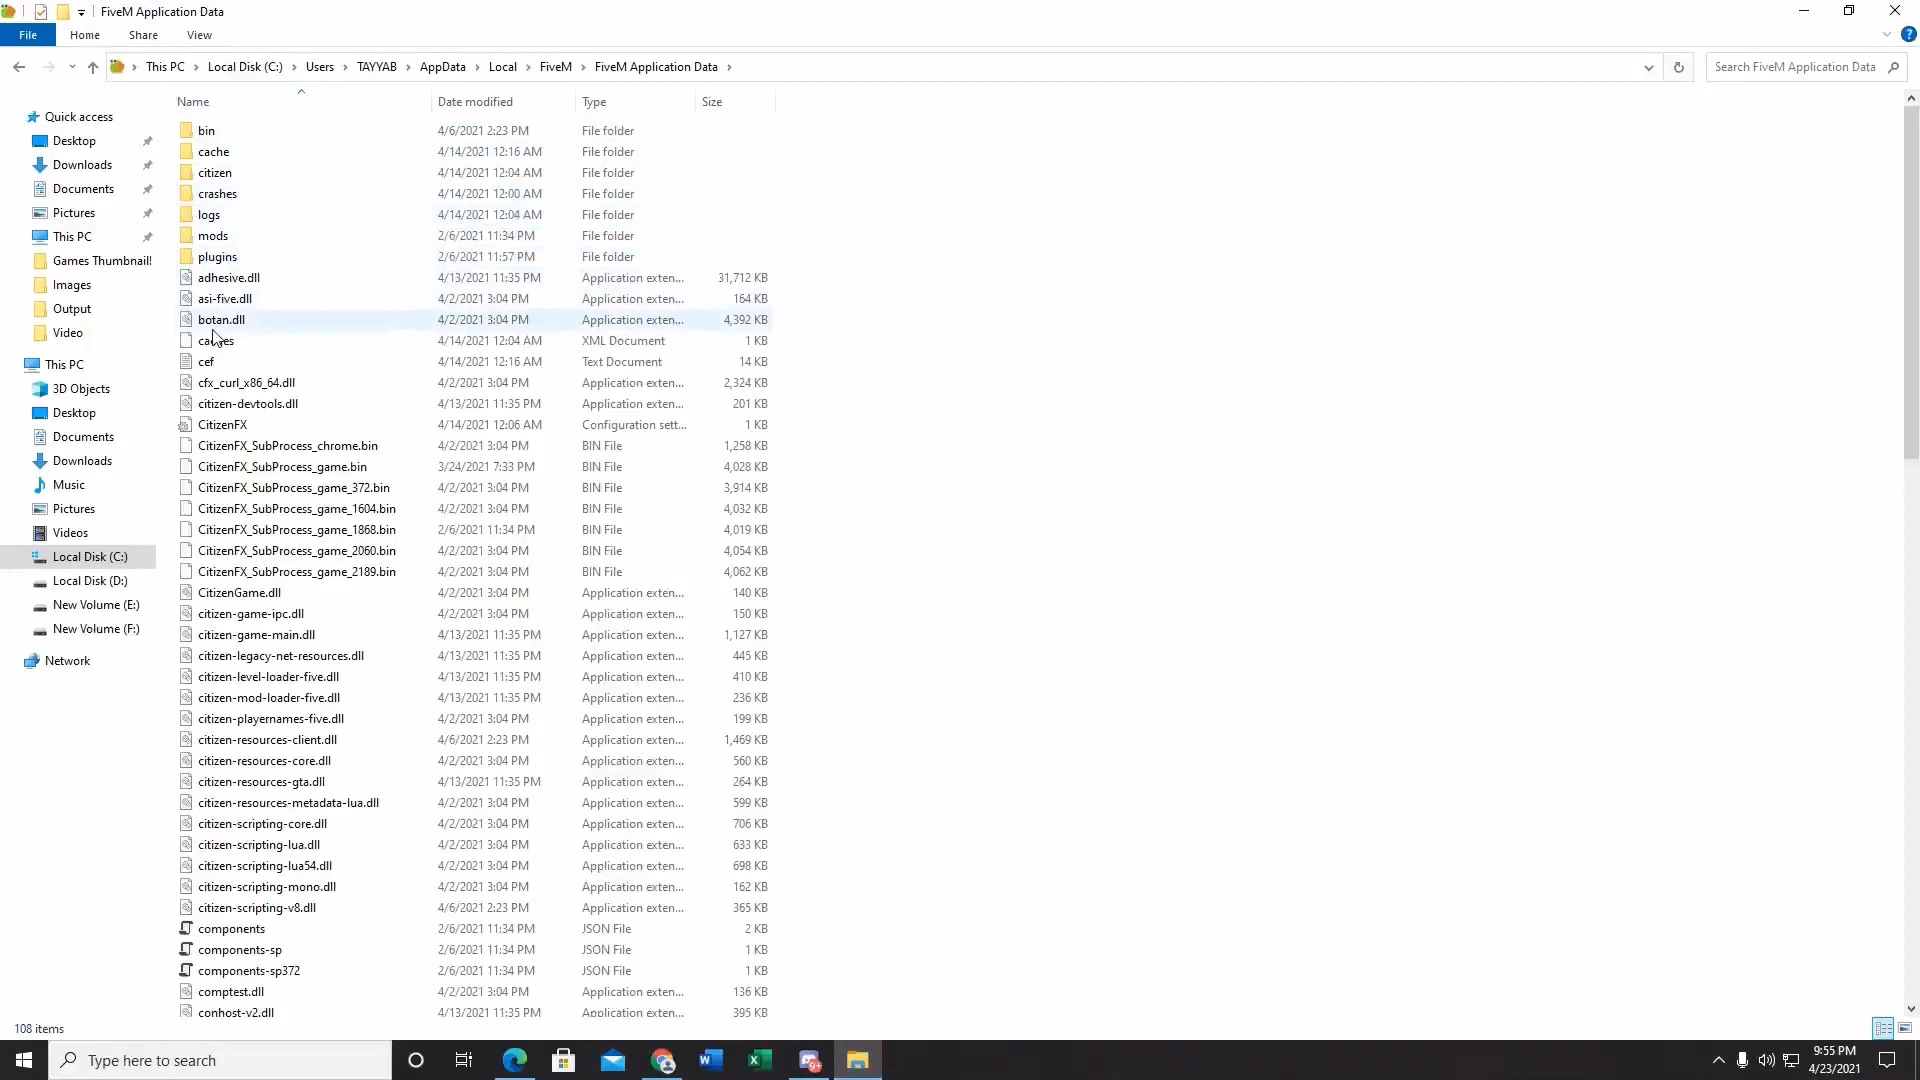 FiveM Application Data
File Home Share View
This PC Local Disk (C:) Users TAYYAB AppData Local FiveM FiveM Application Data Search FiveM Application Data
Name Date modified Type Size
Quick access
Desktop
Downloads
Documents
Pictures
This PC
Games Thumbnail!
Images
Output
Video
This PC
3D Objects
Desktop
Documents
Downloads
Music
Pictures
Videos
Local Disk (C:)
Local Disk (D:)
New Volume (E:)
New Volume (F:)
Network
bin 4/6/2021 2:23 PM File folder
cache 4/14/2021 12:16 AM File folder
citizen 4/14/2021 12:04 AM File folder
crashes 4/14/2021 12:00 AM File folder
logs 4/14/2021 12:04 AM File folder
mods 2/6/2021 11:34 PM File folder
plugins 2/6/2021 11:57 PM File folder
adhesive.dll 4/13/2021 11:35 PM Application exten... 31,712 KB
asi-five.dll 4/2/2021 3:04 PM Application exten... 164 KB
botan.dll 4/2/2021 3:04 PM Application exten... 4,392 KB
4/14/2021 12:04 AM XML Document 1 KB
cef 4/14/2021 12:16 AM Text Document 14 KB
cfx_curl_x86_64.dll 4/2/2021 3:04 PM Application exten... 2,324 KB
citizen-devtools.dll 4/13/2021 11:35 PM Application exten... 201 KB
CitizenFX 4/14/2021 12:06 AM Configuration sett... 1 KB
CitizenFX_SubProcess_chrome.bin 4/2/2021 3:04 PM BIN File 1,258 KB
CitizenFX_SubProcess_game.bin 3/24/2021 7:33 PM BIN File 4,028 KB
CitizenFX_SubProcess_game_372.bin 4/2/2021 3:04 PM BIN File 3,914 KB
CitizenFX_SubProcess_game_1604.bin 4/2/2021 3:04 PM BIN File 4,032 KB
CitizenFX_SubProcess_game_1868.bin 2/6/2021 11:34 PM BIN File 4,019 KB
CitizenFX_SubProcess_game_2060.bin 4/2/2021 3:04 PM BIN File 4,054 KB
CitizenFX_SubProcess_game_2189.bin 4/2/2021 3:04 PM BIN File 4,062 KB
CitizenGame.dll 4/2/2021 3:04 PM Application exten... 140 KB
citizen-game-ipc.dll 4/2/2021 3:04 PM Application exten... 150 KB
citizen-game-main.dll 4/13/2021 11:35 PM Application exten... 1,127 KB
citizen-legacy-net-resources.dll 4/13/2021 11:35 PM Application exten... 445 KB
citizen-level-loader-five.dll 4/13/2021 11:35 PM Application exten... 410 KB
citizen-mod-loader-five.dll 4/13/2021 11:35 PM Application exten... 236 KB
citizen-playernames-five.dll 4/2/2021 3:04 PM Application exten... 199 KB
citizen-resources-client.dll 4/6/2021 2:23 PM Application exten... 1,469 KB
citizen-resources-core.dll 4/2/2021 3:04 PM Application exten... 560 KB
citizen-resources-gta.dll 4/13/2021 11:35 PM Application exten... 264 KB
citizen-resources-metadata-lua.dll 4/2/2021 3:04 PM Application exten... 599 KB
citizen-scripting-core.dll 4/2/2021 3:04 PM Application exten... 706 KB
citizen-scripting-lua.dll 4/2/2021 3:04 PM Application exten... 633 KB
citizen-scripting-lua54.dll 4/2/2021 3:04 PM Application exten... 698 KB
citizen-scripting-mono.dll 4/2/2021 3:04 PM Application exten... 162 KB
citizen-scripting-v8.dll 4/6/2021 2:23 PM Application exten... 365 KB
components 2/6/2021 11:34 PM JSON File 2 KB
components-sp 2/6/2021 11:34 PM JSON File 1 KB
components-sp372 2/6/2021 11:34 PM JSON File 1 KB
comptest.dll 4/2/2021 3:04 PM Application exten... 136 KB
conhost-v2.dll 4/13/2021 11:35 PM Application exten... 395 KB
108 items
Type here to search
9+
9:55 PM
4/23/2021